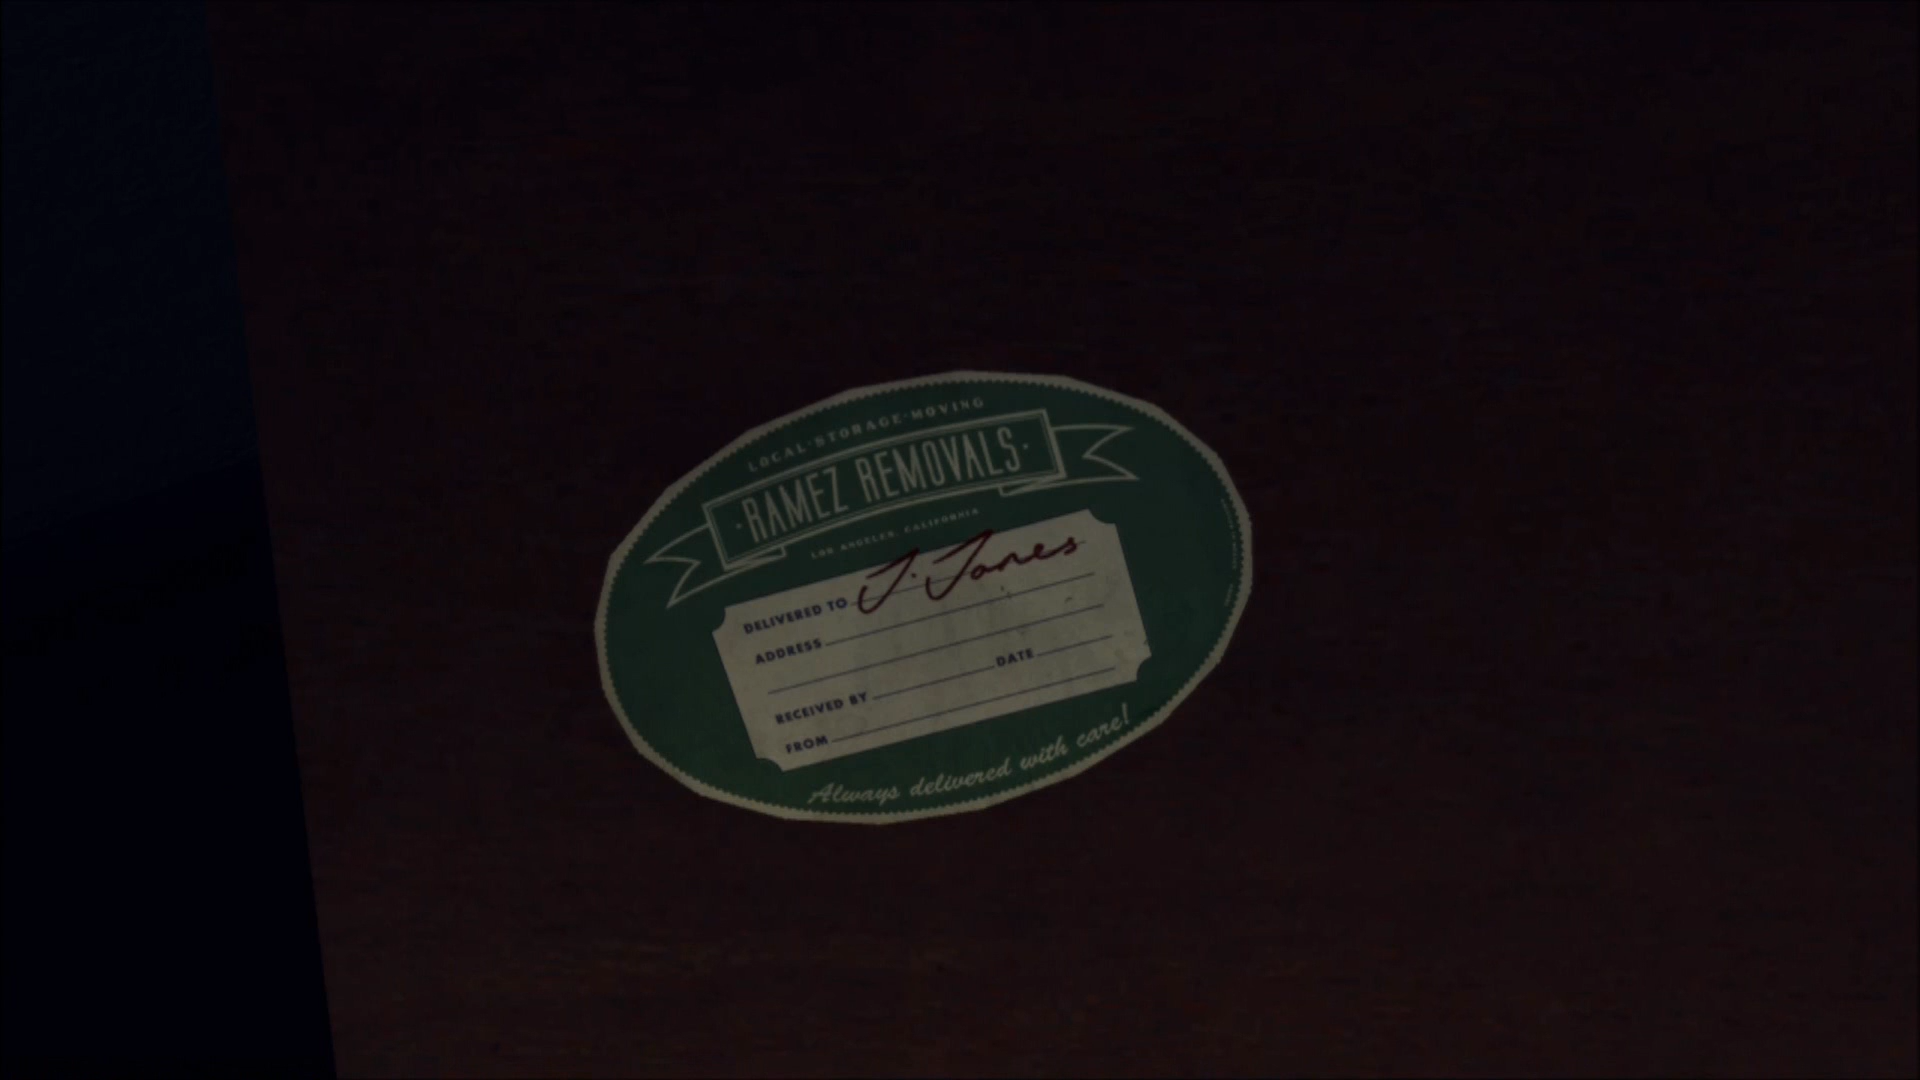 LOCAL·STORAGE·MOVING
·RAMEZ REMOVALS·
LOS ANGELES, CALIFORNIA
DELIVERED TO J. Jones
ADDRESS
RECEIVED BY DATE
FROM
Always delivered with care!